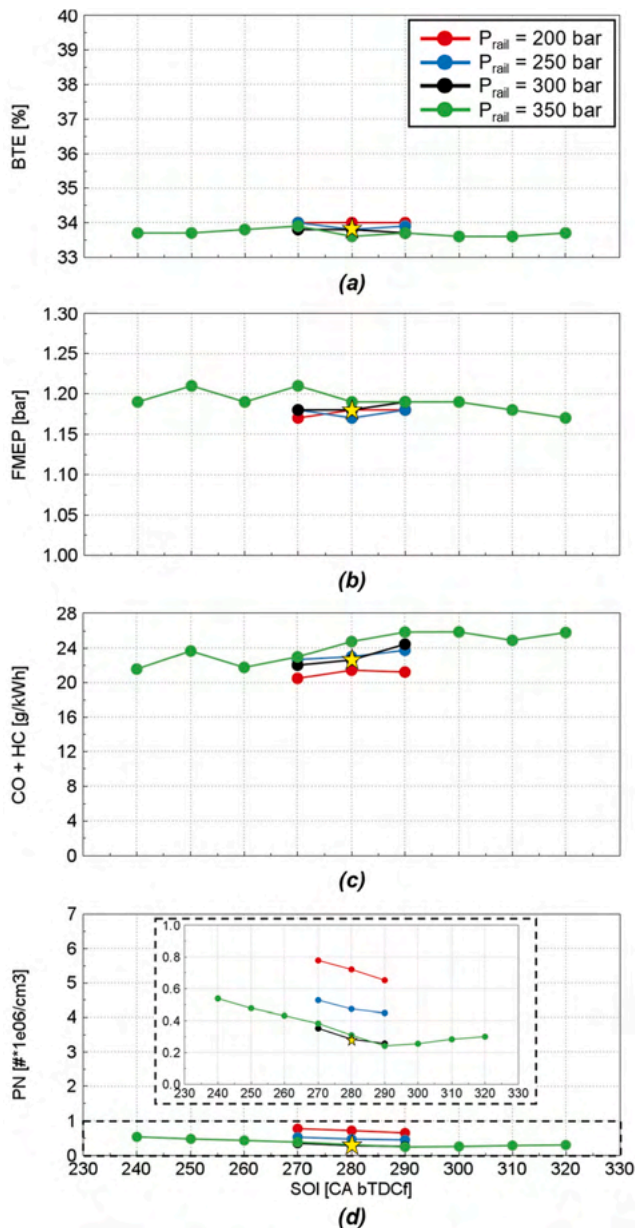 40
39
38
37
36
35
34
33
BTE [%]
P_rail = 200 bar
P_rail = 250 bar
P_rail = 300 bar
P_rail = 350 bar
(a)
1.30
1.25
1.20
1.15
1.10
1.05
1.00
FMEP [bar]
(b)
28
24
20
16
12
8
4
0
CO + HC [g/kWh]
(c)
7
6
5
4
3
2
1
0
PN [#*1e06/cm3]
1.0
0.8
0.6
0.4
0.2
0.0
230 240 250 260 270 280 290 300 310 320 330
230 240 250 260 270 280 290 300 310 320 330
SOI [CA bTDCf]
(d)